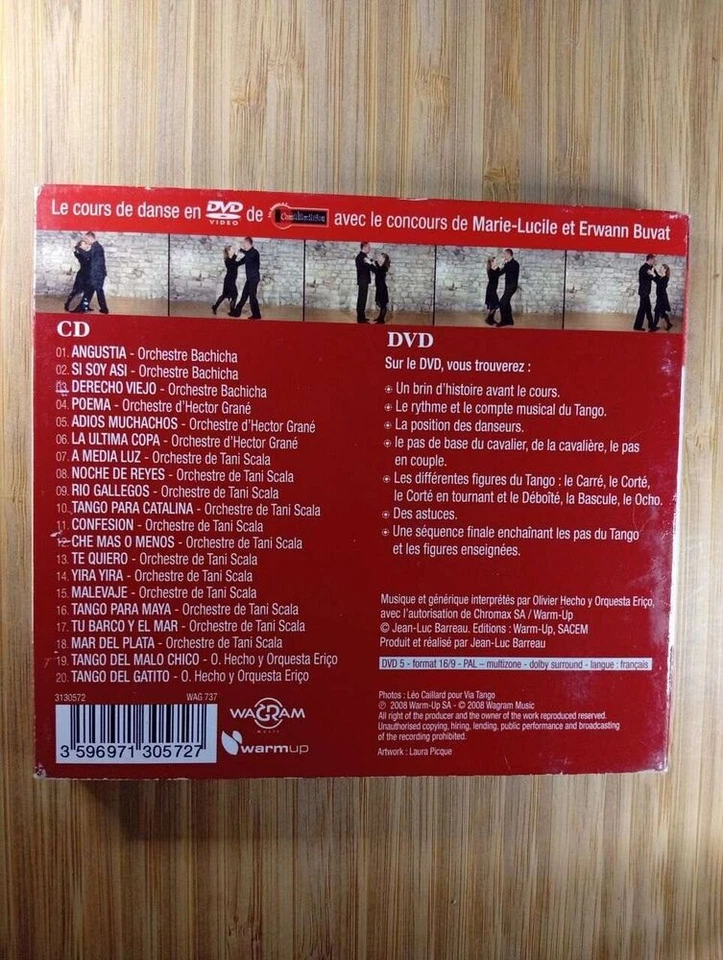 Le cours de danse en DVD VIDEO de avec le concours de Marie-Lucile et Erwann Buvat
CD
01. ANGUSTIA - Orchestre Bachicha
02. SI SOY ASI - Orchestre Bachicha
03. DERECHO VIEJO - Orchestre Bachicha
04. POEMA - Orchestre d'Hector Grané
05. ADIOS MUCHACHOS - Orchestre d'Hector Grané
06. LA ULTIMA COPA - Orchestre d'Hector Grané
07. A MEDIA LUZ - Orchestre de Tani Scala
08. NOCHE DE REYES - Orchestre de Tani Scala
09. RIO GALLEGOS - Orchestre de Tani Scala
10. TANGO PARA CATALINA - Orchestre de Tani Scala
11. CONFESION - Orchestre de Tani Scala
12. CHE MAS O MENOS - Orchestre de Tani Scala
13. TE QUIERO - Orchestre de Tani Scala
14. YIRA YIRA - Orchestre de Tani Scala
15. MALEVAJE - Orchestre de Tani Scala
16. TANGO PARA MAYA - Orchestre de Tani Scala
17. TU BARCO Y EL MAR - Orchestre de Tani Scala
18. MAR DEL PLATA - Orchestre de Tani Scala
19. TANGO DEL MALO CHICO - O. Hecho y Orquesta Eriço
20. TANGO DEL GATITO - O. Hecho y Orquesta Eriço
3130572 WAG 737
3 596971 305727
WAGRAM
MUSIC
warmup
DVD
Sur le DVD, vous trouverez :
Un brin d'histoire avant le cours.
Le rythme et le compte musical du Tango.
La position des danseurs.
le pas de base du cavalier, de la cavalière, le pas
en couple.
Les différentes figures du Tango : le Carré, le Corté,
le Corté en tournant et le Déboîté, la Bascule, le Ocho.
Des astuces.
Une séquence finale enchaînant les pas du Tango
et les figures enseignées.
Musique et générique interprétés par Olivier Hecho y Orquesta Eriço,
avec l'autorisation de Chromax SA / Warm-Up
© Jean-Luc Barreau. Editions : Warm-Up, SACEM
Produit et réalisé par Jean-Luc Barreau
DVD 5 - format 16/9 - PAL – multizone - dolby surround - langue : français
Photos : Léo Caillard pour Via Tango
℗ 2008 Warm-Up SA - © 2008 Wagram Music
All right of the producer and the owner of the work reproduced reserved.
Unauthorised copying, hiring, lending, public performance and broadcasting
of the recording prohibited.
Artwork : Laura Picque